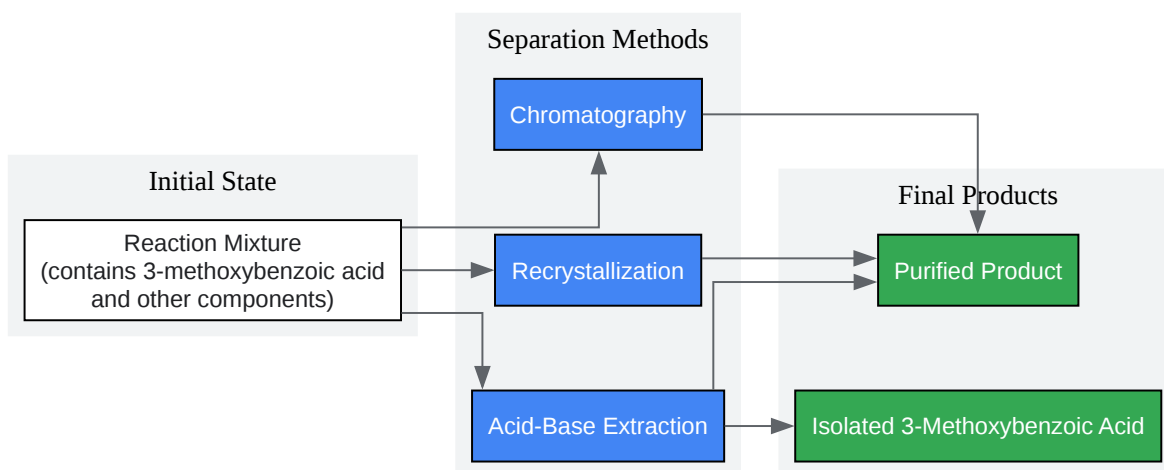 Separation Methods
Chromatography
Initial State
Reaction Mixture
(contains 3-methoxybenzoic acid
and other components)
Recrystallization
Acid-Base Extraction
Final Products
Purified Product
Isolated 3-Methoxybenzoic Acid